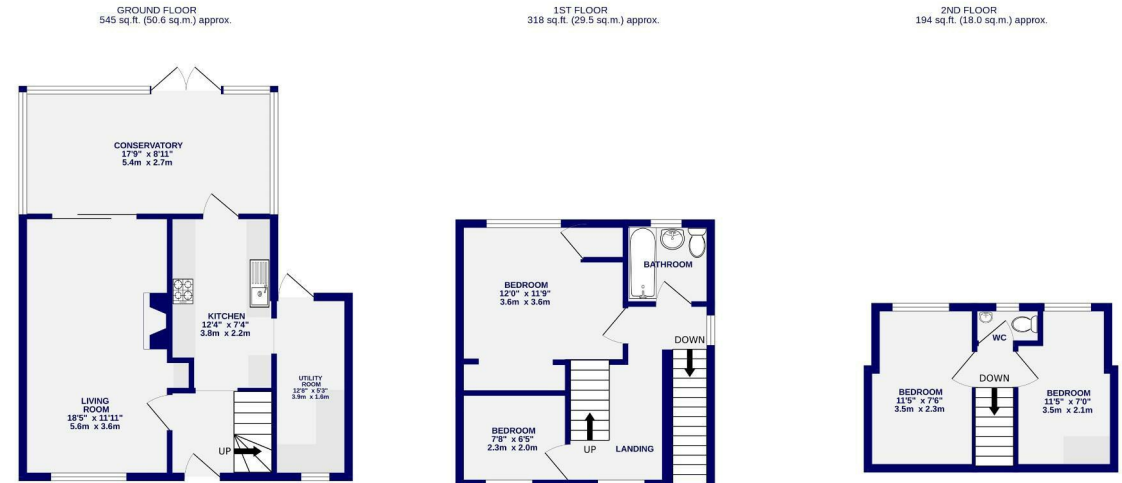 GROUND FLOOR
545 sq.ft. (50.6 sq.m.) approx.
1ST FLOOR
318 sq.ft. (29.5 sq.m.) approx.
2ND FLOOR
194 sq.ft. (18.0 sq.m.) approx.
CONSERVATORY
17'9" x 8'11"
5.4m x 2.7m
KITCHEN
12'4" x 7'4"
3.8m x 2.2m
UTILITY
ROOM
12'8" x 5'3"
3.9m x 1.6m
LIVING
ROOM
18'5" x 11'11"
5.6m x 3.6m
UP
BEDROOM
12'0" x 11'9"
3.6m x 3.6m
BATHROOM
DOWN
BEDROOM
7'8" x 6'5"
2.3m x 2.0m
UP
LANDING
WC
DOWN
BEDROOM
11'5" x 7'6"
3.5m x 2.3m
BEDROOM
11'5" x 7'0"
3.5m x 2.1m